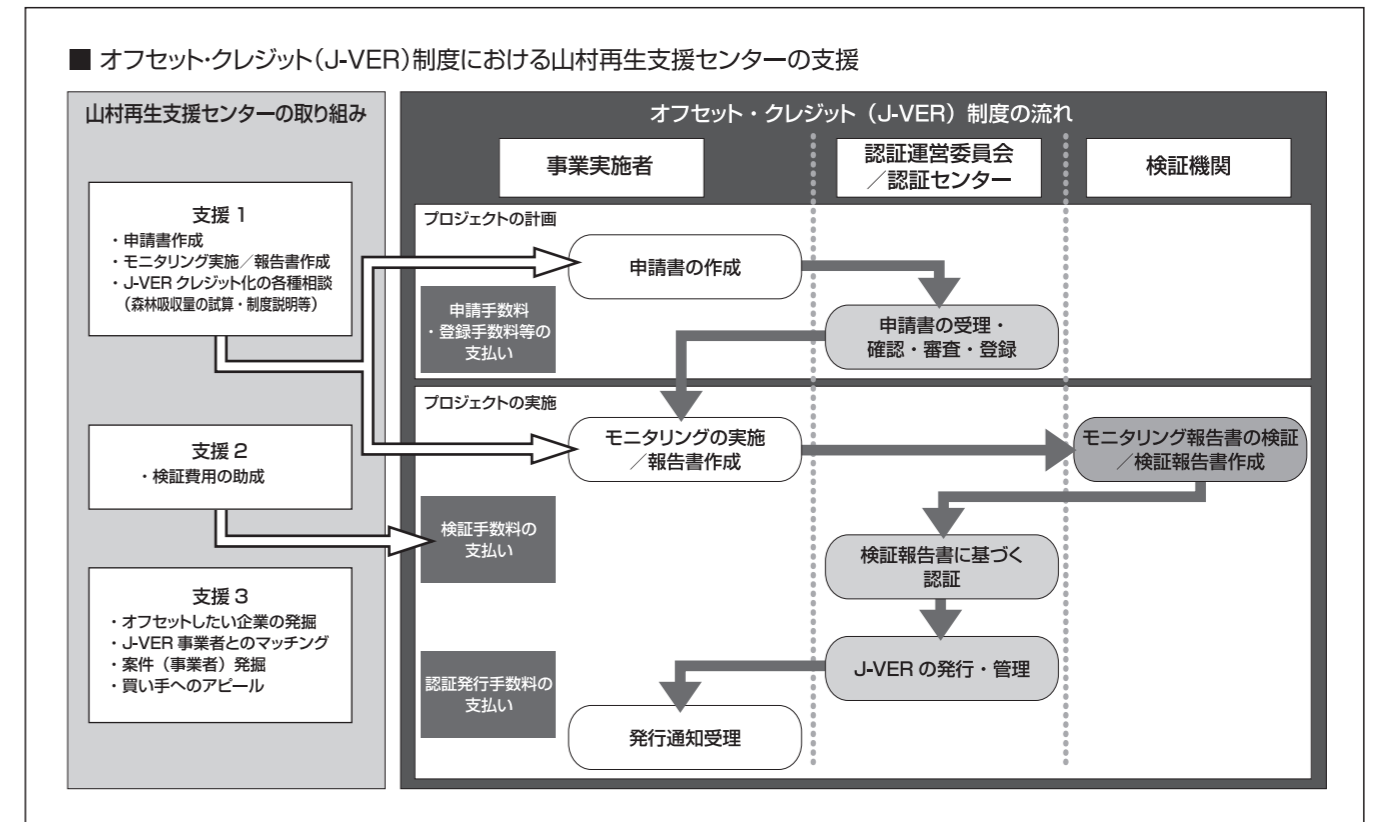 ■ オフセット・クレジット（J-VER）制度における山村再生支援センターの支援
山村再生支援センターの取り組み
支援 1
・申請書作成
・モニタリング実施／報告書作成
・J-VER クレジット化の各種相談
（森林吸収量の試算・制度説明等）
支援 2
・検証費用の助成
支援 3
・オフセットしたい企業の発掘
・J-VER 事業者とのマッチング
・案件（事業者）発掘
・買い手へのアピール
オフセット・クレジット（J-VER）制度の流れ
事業実施者
認証運営委員会
／認証センター
検証機関
プロジェクトの計画
申請書の作成
申請手数料
・登録手数料等の
支払い
申請書の受理・
確認・審査・登録
プロジェクトの実施
モニタリングの実施
／報告書作成
モニタリング報告書の検証
／検証報告書作成
検証手数料の
支払い
検証報告書に基づく
認証
J-VER の発行・管理
認証発行手数料の
支払い
発行通知受理